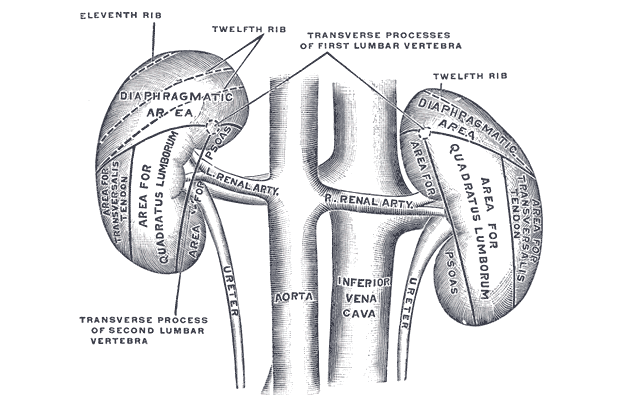 ELEVENTH RIB
TWELFTH RIB
TRANSVERSE PROCESSES
OF FIRST LUMBAR VERTEBRA
TWELFTH RIB
DIAPHRAGMATIC
AREA
DIAPHRAGMATIC
AREA
AREA FOR
TRANSVERSALIS
TENDON
AREA FOR
QUADRATUS LUMBORUM
AREA FOR PSOAS
L. RENAL ARTY.
R. RENAL ARTY.
AREA FOR
PSOAS
AREA FOR
QUADRATUS LUMBORUM
AREA FOR
TRANSVERSALIS
TENDON
URETER
AORTA
INFERIOR
VENA
CAVA
URETER
TRANSVERSE PROCESS
OF SECOND LUMBAR
VERTEBRA